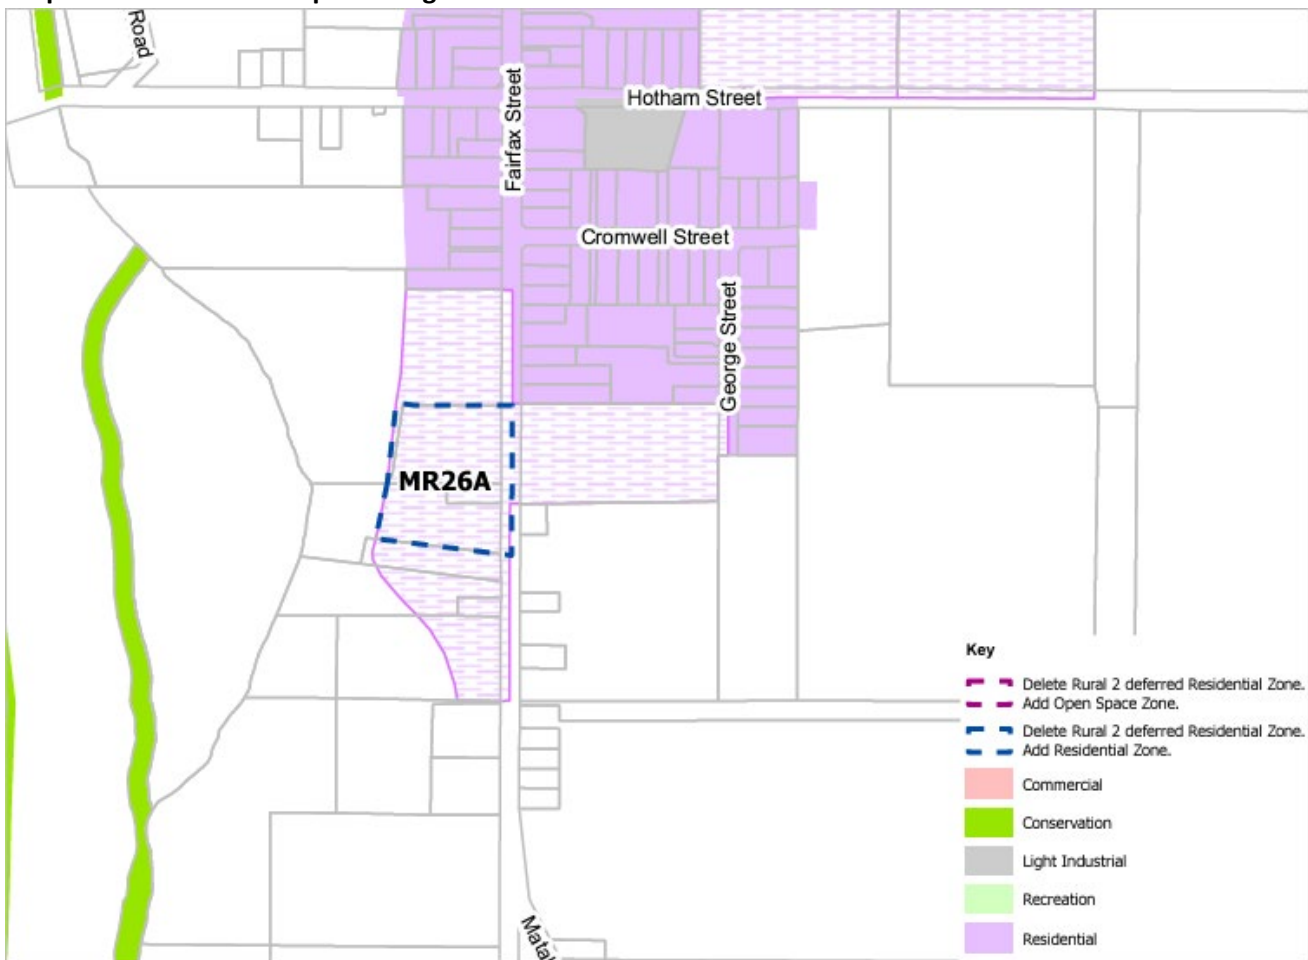 Road
Fairfax Street
Hotham Street
Cromwell Street
George Street
MR26A
Key
Delete Rural 2 deferred Residential Zone.
Add Open Space Zone.
Delete Rural 2 deferred Residential Zone.
Add Residential Zone.
Commercial
Conservation
Light Industrial
Recreation
Residential